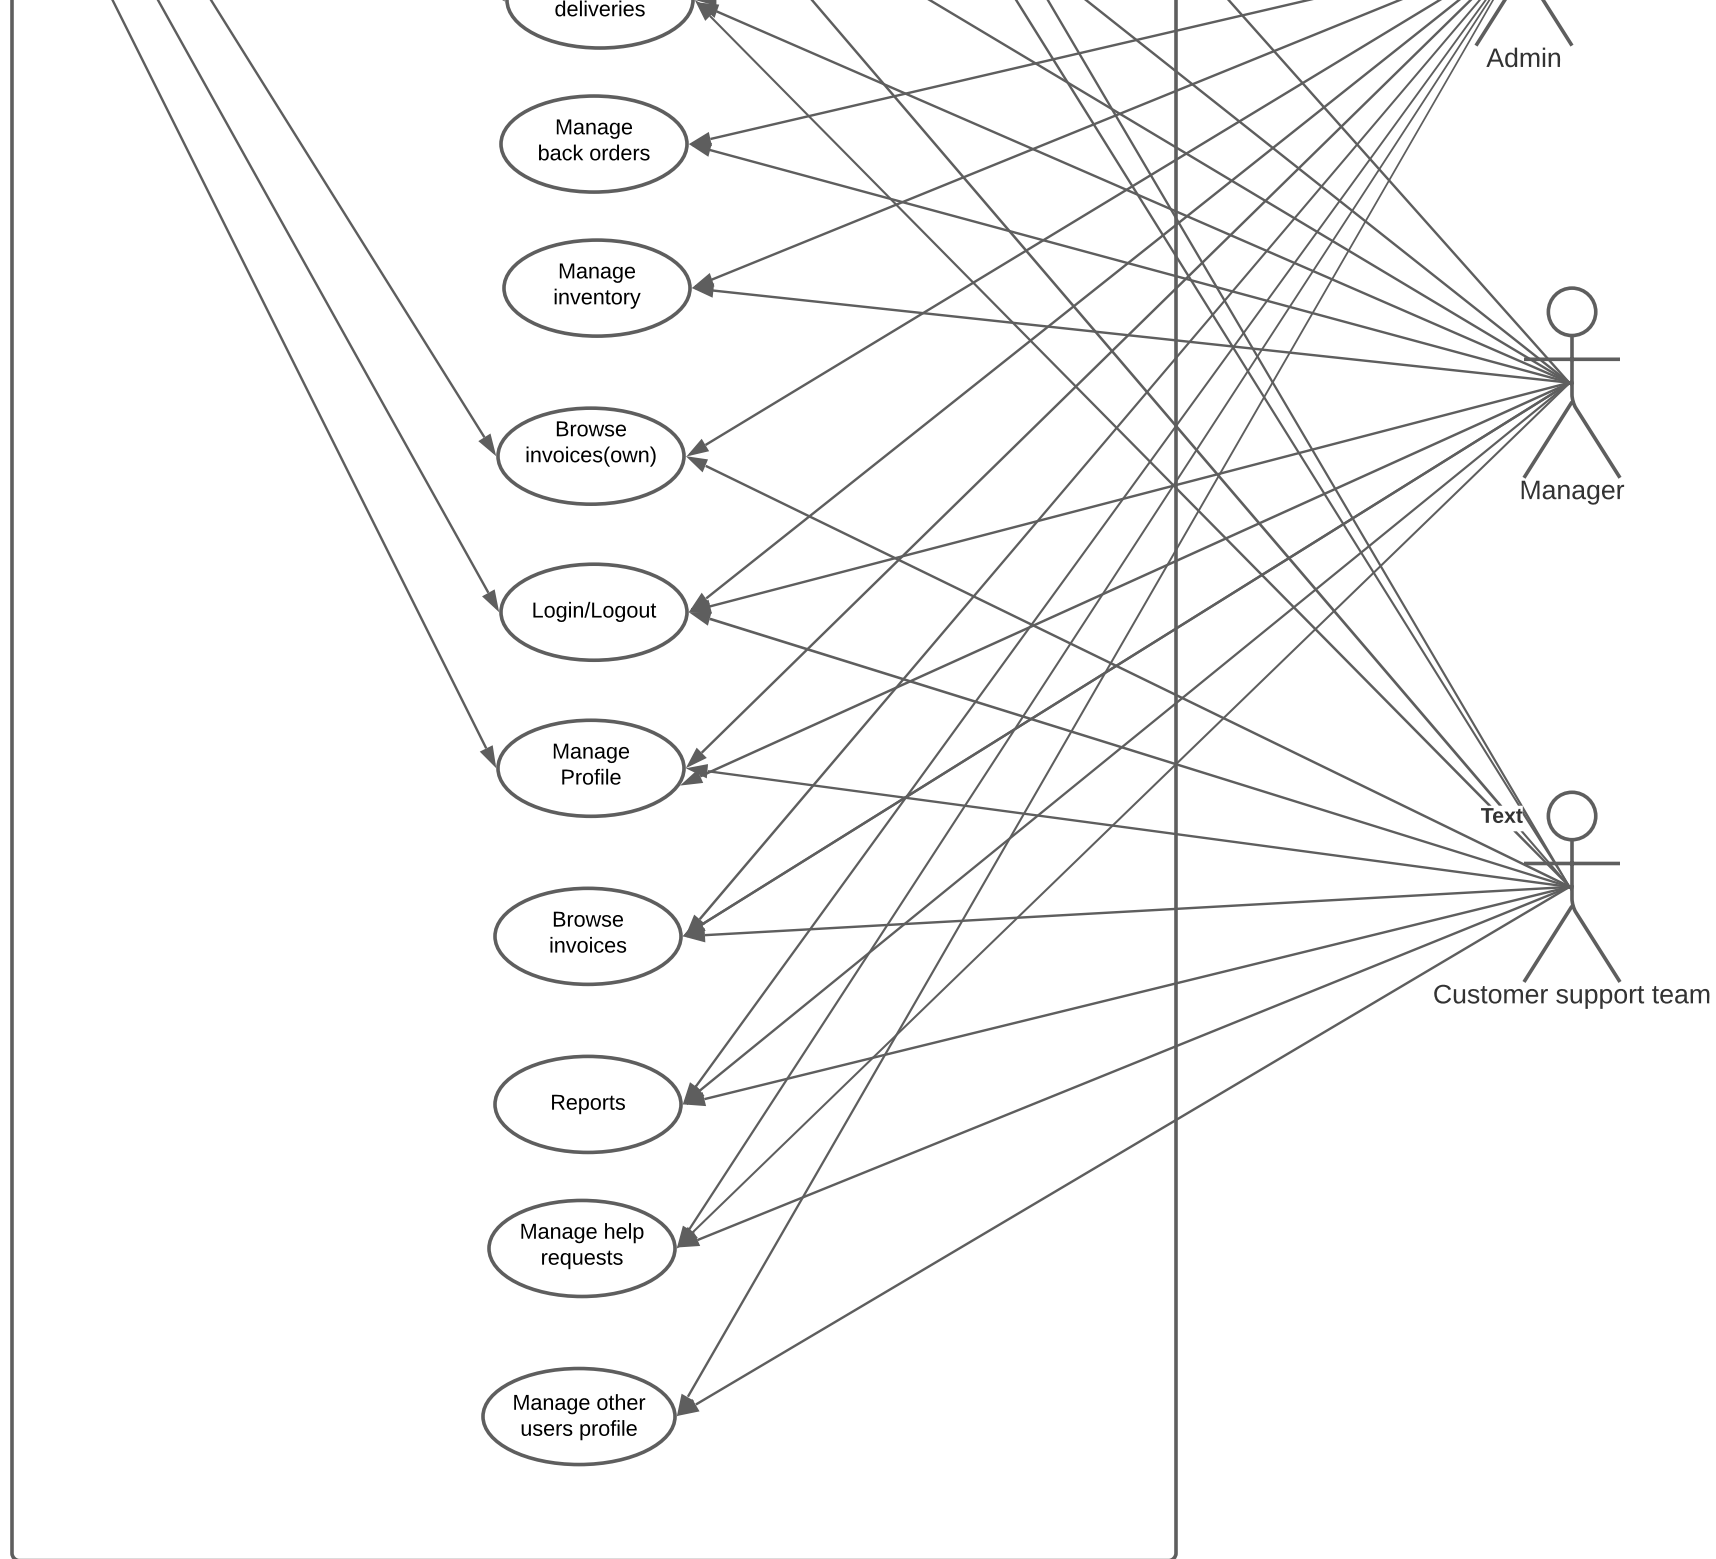 deliveries
Admin
Manage
back orders
Manage
inventory
Browse
invoices(own)
Manager
Login/Logout
Manage
Profile
Text
Browse
invoices
Customer support team
Reports
Manage help
requests
Manage other
users profile